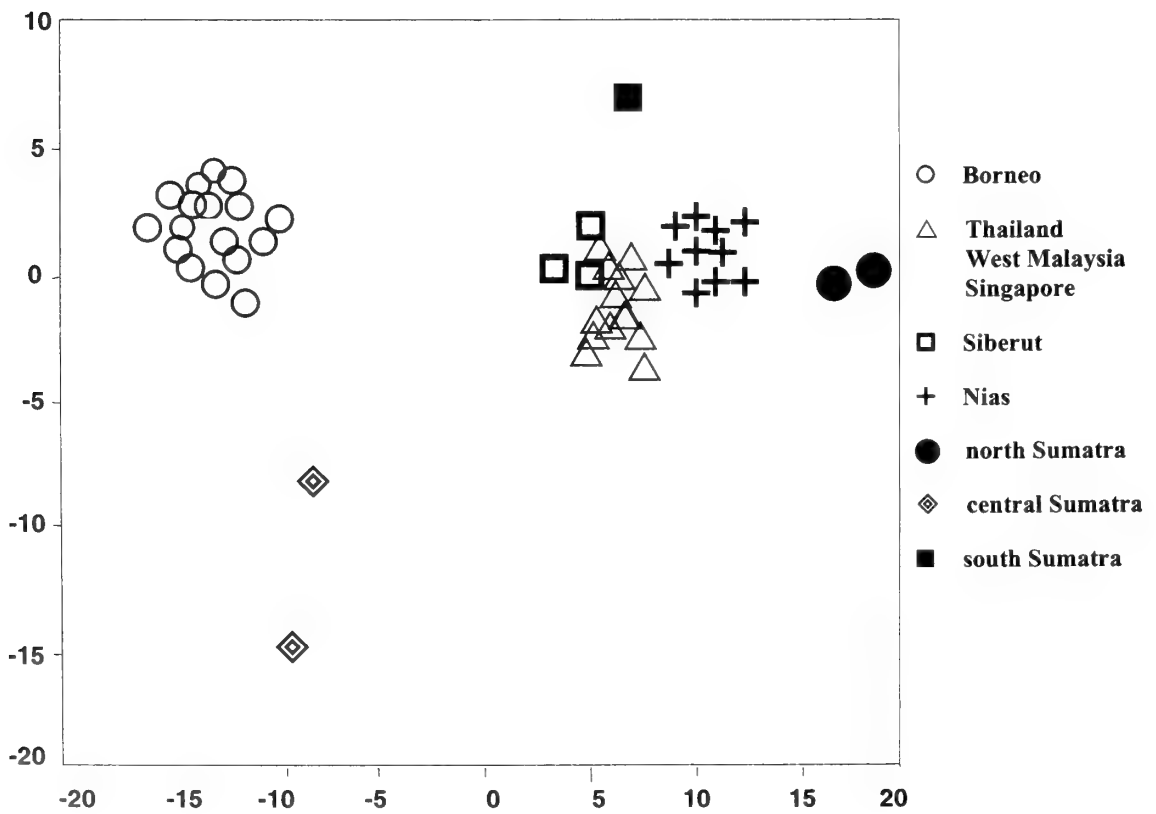 10
5
0
-5
-10
-15
-20
-20 -15 -10 -5 0 5 10 15 20
Borneo
Thailand
West Malaysia
Singapore
Siberut
Nias
north Sumatra
central Sumatra
south Sumatra